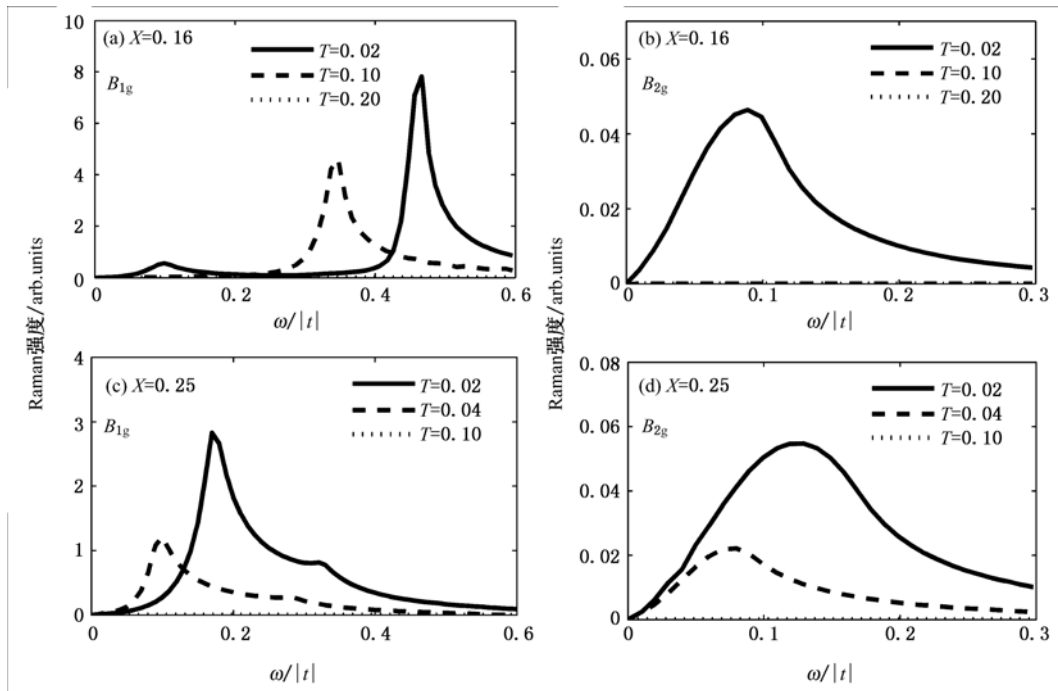 (a) X=0.16
T=0.02
T=0.10
T=0.20
B1g
10
8
6
4
2
0
0
0.2
0.4
0.6
ω/|t|
(b) X=0.16
T=0.02
T=0.10
T=0.20
B2g
0.06
0.04
0.02
0
0
0.1
0.2
0.3
ω/|t|
Raman强度/arb.units
Raman强度/arb.units
(c) X=0.25
T=0.02
T=0.04
T=0.10
B1g
4
3
2
1
0
0
0.2
0.4
0.6
ω/|t|
(d) X=0.25
T=0.02
T=0.04
T=0.10
B2g
0.08
0.06
0.04
0.02
0
0
0.1
0.2
0.3
ω/|t|